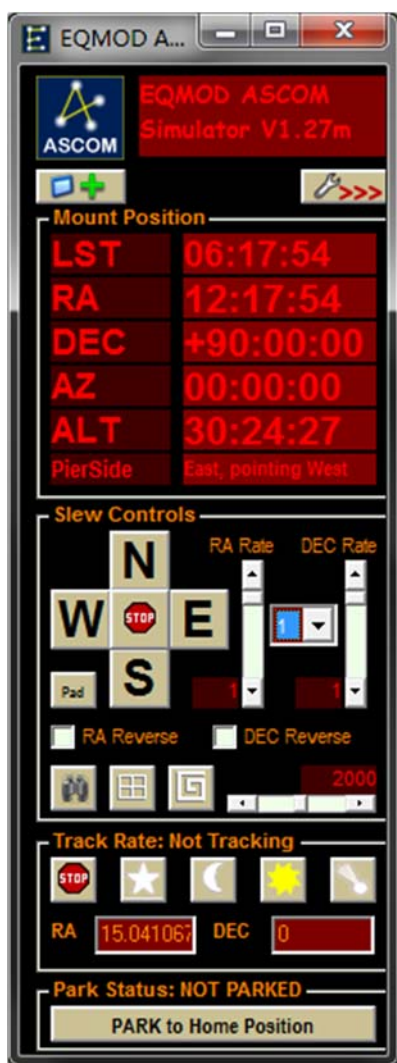 EQMOD A...
ASCOM
EQMOD ASCOM
Simulator V1.27m
>>>
Mount Position
LST 06:17:54
RA 12:17:54
DEC +90:00:00
AZ 00:00:00
ALT 30:24:27
PierSide East, pointing West
Slew Controls
RA Rate DEC Rate
N
W STOP E 1
Pad S 1 1
RA Reverse DEC Reverse
2000
Track Rate: Not Tracking
STOP
RA 15.041067 DEC 0
Park Status: NOT PARKED
PARK to Home Position